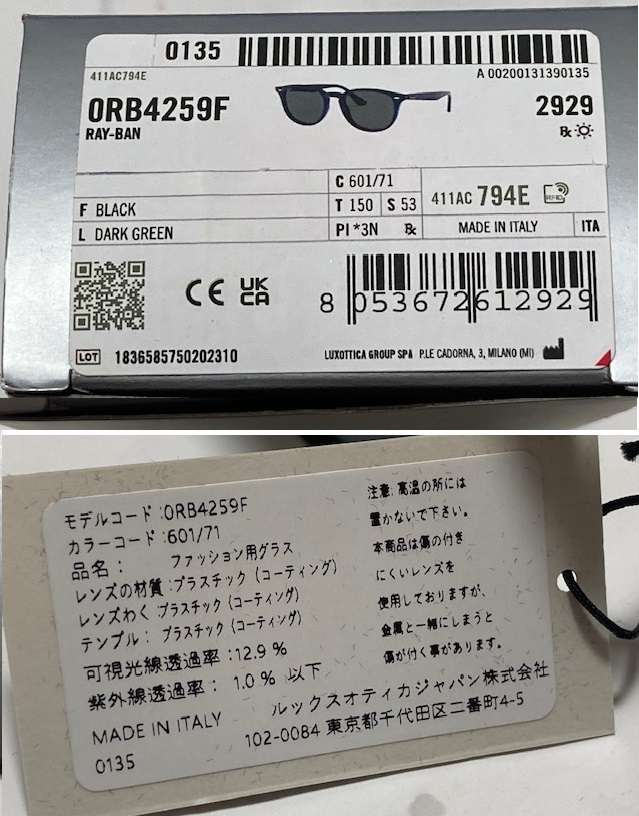 0135
411AC794E
A 00200131390135
0RB4259F
RAY-BAN
2929
Rx
C 601/71
F BLACK
T 150 S 53
411AC 794E
RFID
L DARK GREEN
PI *3N Rx
MADE IN ITALY ITA
CE UK CA
8 053672 612929
LOT 1836585750202310
LUXOTTICA GROUP SPA P.LE CADORNA, 3, MILANO (MI)
モデルコード :0RB4259F
カラーコード :601/71
品名： ファッション用グラス
レンズの材質 :プラスチック (コーティング)
レンズわく :プラスチック (コーティング)
テンプル： プラスチック (コーティング)
可視光線透過率 :12.9 %
紫外線透過率： 1.0 % 以下
注意: 高温の所には
置かないで下さい。
本商品は傷の付き
にくいレンズを
使用しておりますが、
金属と一緒にしまうと
傷が付く事があります。
ルックスオティカジャパン株式会社
MADE IN ITALY
102-0084 東京都千代田区二番町4-5
0135